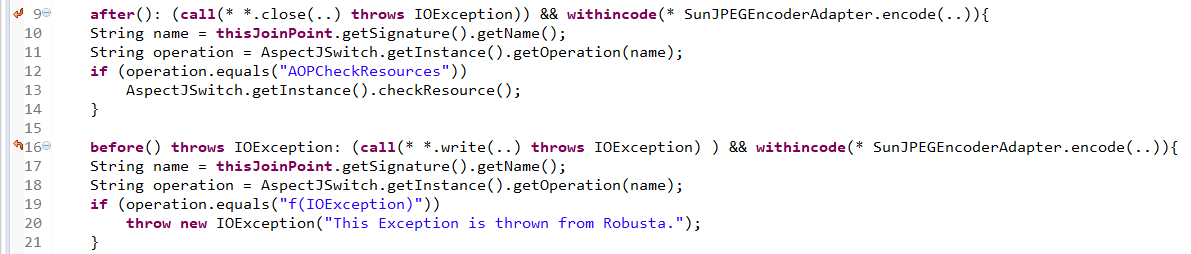 9 after(): (call(* *.close(..) throws IOException)) && withincode(* SunJPEGEncoderAdapter.encode(..)){
10 String name = thisJoinPoint.getSignature().getName();
11 String operation = AspectJSwitch.getInstance().getOperation(name);
12 if (operation.equals("AOPCheckResources"))
13 AspectJSwitch.getInstance().checkResource();
14 }
15
16 before() throws IOException: (call(* *.write(..) throws IOException) ) && withincode(* SunJPEGEncoderAdapter.encode(..)){
17 String name = thisJoinPoint.getSignature().getName();
18 String operation = AspectJSwitch.getInstance().getOperation(name);
19 if (operation.equals("f(IOException)"))
20 throw new IOException("This Exception is thrown from Robusta.");
21 }